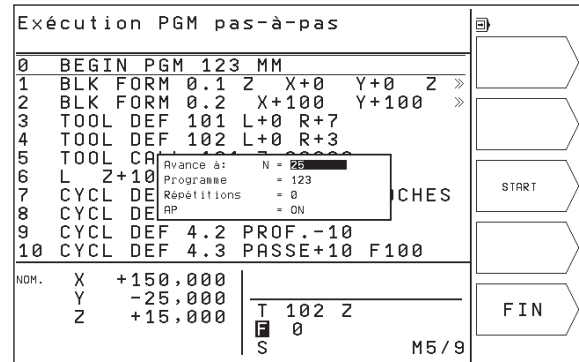 Exécution PGM pas-à-pas
0 BEGIN PGM 123 MM
1 BLK FORM 0.1 Z X+0 Y+0 Z »
2 BLK FORM 0.2 X+100 Y+100 »
3 TOOL DEF 101 L+0 R+7
4 TOOL DEF 102 L+0 R+3
5 TOOL CA
6 L Z+10
7 CYCL DE OCHES
8 CYCL DE
9 CYCL DEF 4.2 PROF.-10
10 CYCL DEF 4.3 PASSE+10 F100
Avance à: N = 25
Programme = 123
Répétitions = 0
AP = ON
NOM. X +150,000
Y -25,000
Z +15,000
T 102 Z
F 0
S M5/9
START
FIN